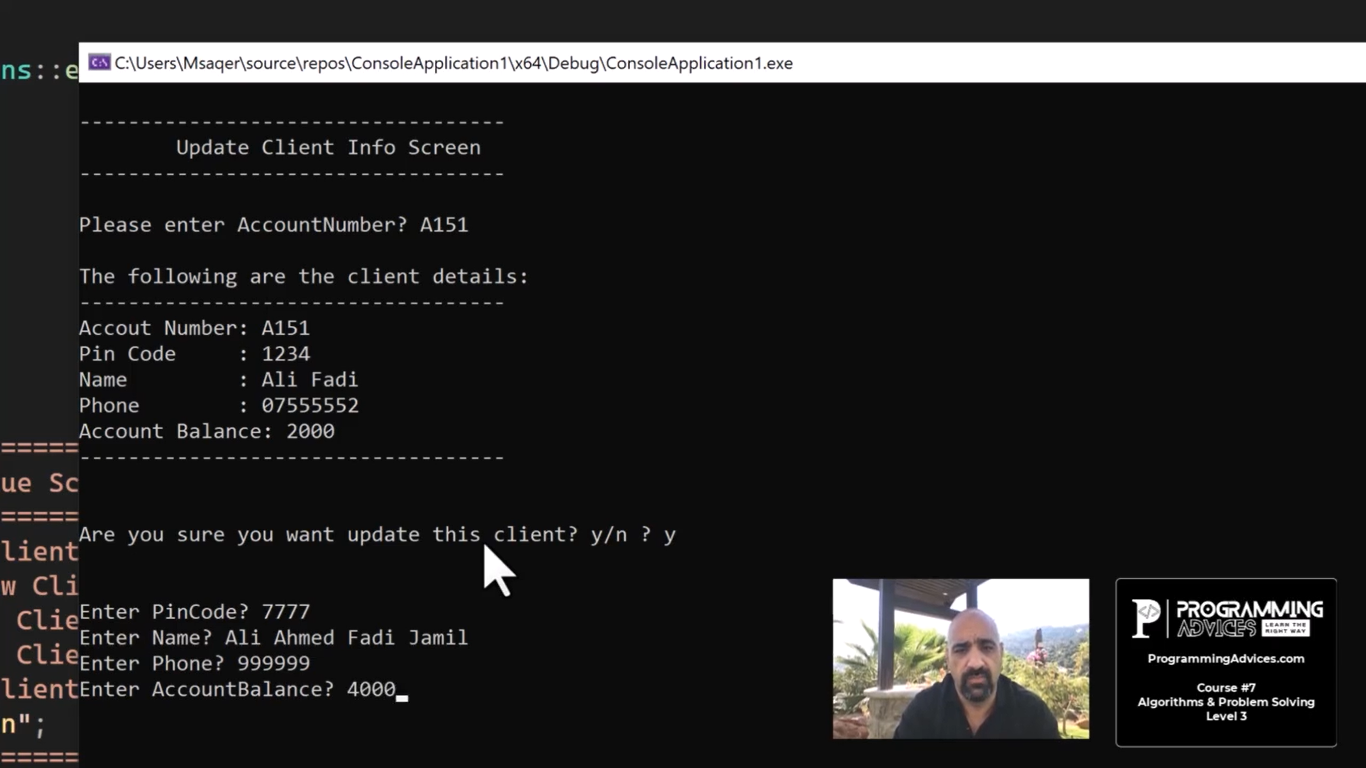 C:\Users\Msaqer\source\repos\ConsoleApplication1\x64\Debug\ConsoleApplication1.exe
ns::e
----------------------------------
Update Client Info Screen
----------------------------------
Please enter AccountNumber? A151
The following are the client details:
----------------------------------
Accout Number: A151
Pin Code : 1234
Name : Ali Fadi
Phone : 07555552
Account Balance: 2000
----------------------------------
Are you sure you want update this client? y/n ? y
Enter PinCode? 7777
Enter Name? Ali Ahmed Fadi Jamil
Enter Phone? 999999
Enter AccountBalance? 4000
=====
ue Sc
=====
lient
w Cli
Clie
Clie
lient
n";
=====
PROGRAMMING
ADVICES LEARN THE RIGHT WAY
ProgrammingAdvices.com
Course #7
Algorithms & Problem Solving
Level 3